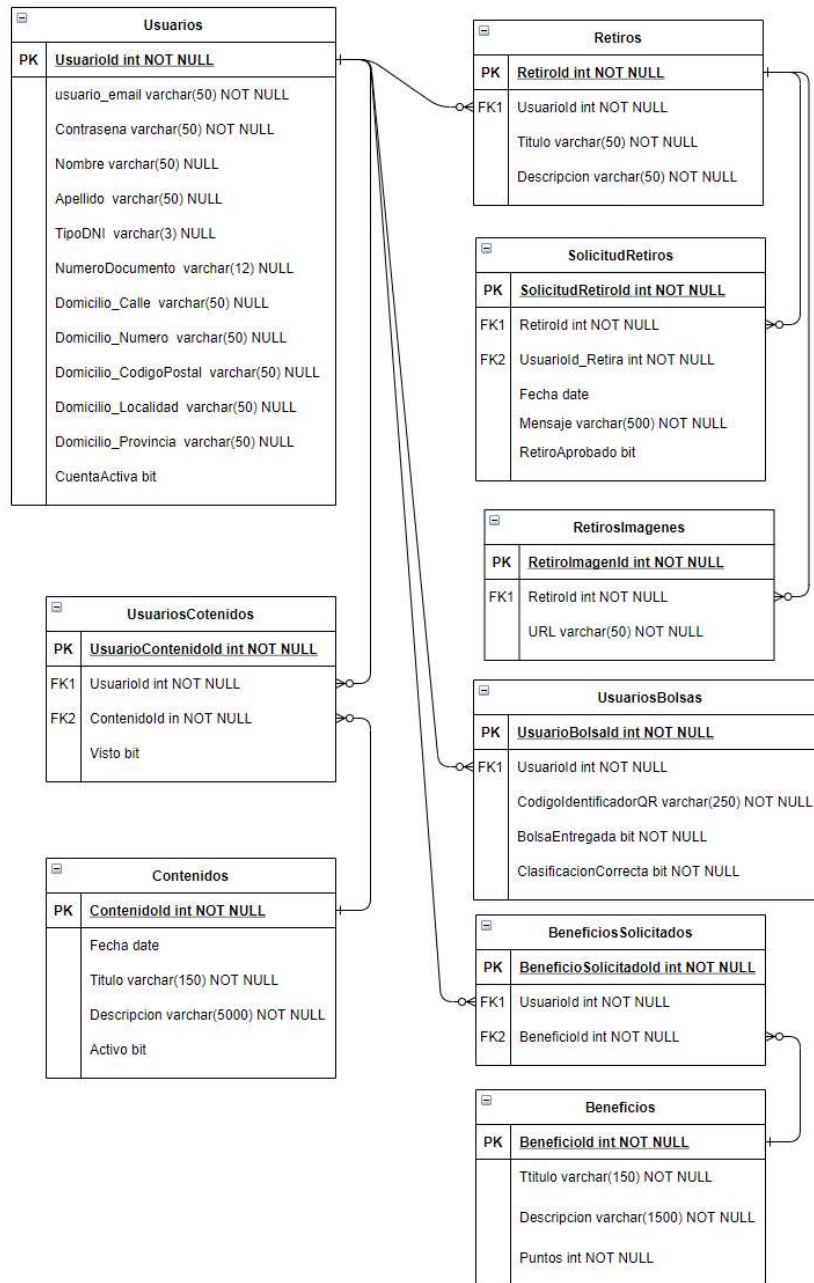 Usuarios
PK UsuarioId int NOT NULL
usuario_email varchar(50) NOT NULL
Contrasena varchar(50) NOT NULL
Nombre varchar(50) NULL
Apellido varchar(50) NULL
TipoDNI varchar(3) NULL
NumeroDocumento varchar(12) NULL
Domicilio_Calle varchar(50) NULL
Domicilio_Numero varchar(50) NULL
Domicilio_CodigoPostal varchar(50) NULL
Domicilio_Localidad varchar(50) NULL
Domicilio_Provincia varchar(50) NULL
CuentaActiva bit
UsuariosCotenidos
PK UsuarioContenidoId int NOT NULL
FK1 UsuarioId int NOT NULL
FK2 ContenidoId in NOT NULL
Visto bit
Contenidos
PK ContenidoId int NOT NULL
Fecha date
Titulo varchar(150) NOT NULL
Descripcion varchar(5000) NOT NULL
Activo bit
Retiros
PK RetiroId int NOT NULL
FK1 UsuarioId int NOT NULL
Titulo varchar(50) NOT NULL
Descripcion varchar(50) NOT NULL
SolicitudRetiros
PK SolicitudRetiroId int NOT NULL
FK1 RetiroId int NOT NULL
FK2 UsuarioId_Retira int NOT NULL
Fecha date
Mensaje varchar(500) NOT NULL
RetiroAprobado bit
RetirosImagenes
PK RetiroImagenId int NOT NULL
FK1 RetiroId int NOT NULL
URL varchar(50) NOT NULL
UsuariosBolsas
PK UsuarioBolsaId int NOT NULL
FK1 UsuarioId int NOT NULL
CodigoIdentificadorQR varchar(250) NOT NULL
BolsaEntregada bit NOT NULL
ClasificacionCorrecta bit NOT NULL
BeneficiosSolicitados
PK BeneficioSolicitadoId int NOT NULL
FK1 UsuarioId int NOT NULL
FK2 BeneficioId int NOT NULL
Beneficios
PK BeneficioId int NOT NULL
Ttitulo varchar(150) NOT NULL
Descripcion varchar(1500) NOT NULL
Puntos int NOT NULL